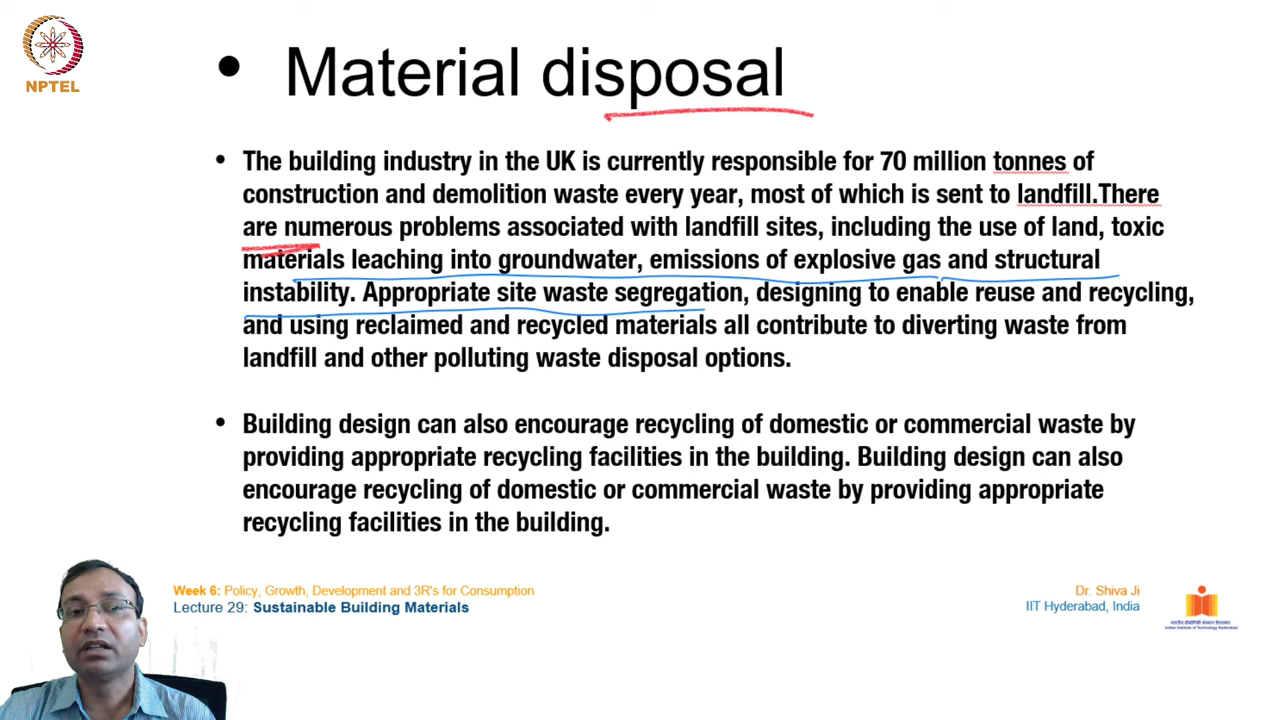 NPTEL
• Material disposal
• The building industry in the UK is currently responsible for 70 million tonnes of
construction and demolition waste every year, most of which is sent to landfill.There
are numerous problems associated with landfill sites, including the use of land, toxic
materials leaching into groundwater, emissions of explosive gas and structural
instability. Appropriate site waste segregation, designing to enable reuse and recycling,
and using reclaimed and recycled materials all contribute to diverting waste from
landfill and other polluting waste disposal options.
• Building design can also encourage recycling of domestic or commercial waste by
providing appropriate recycling facilities in the building. Building design can also
encourage recycling of domestic or commercial waste by providing appropriate
recycling facilities in the building.
Week 6: Policy, Growth, Development and 3R's for Consumption
Lecture 29: Sustainable Building Materials
Dr. Shiva Ji
IIT Hyderabad, India
Indian Institute of Technology Hyderabad